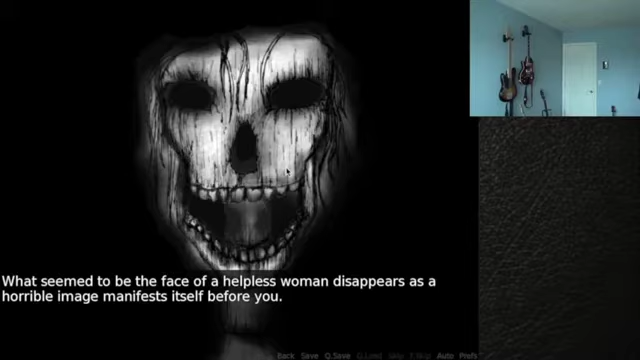 What seemed to be the face of a helpless woman disappears as a
horrible image manifests itself before you.
Back Save Q.Save Q.Load Skip F.Skip Auto Prefs